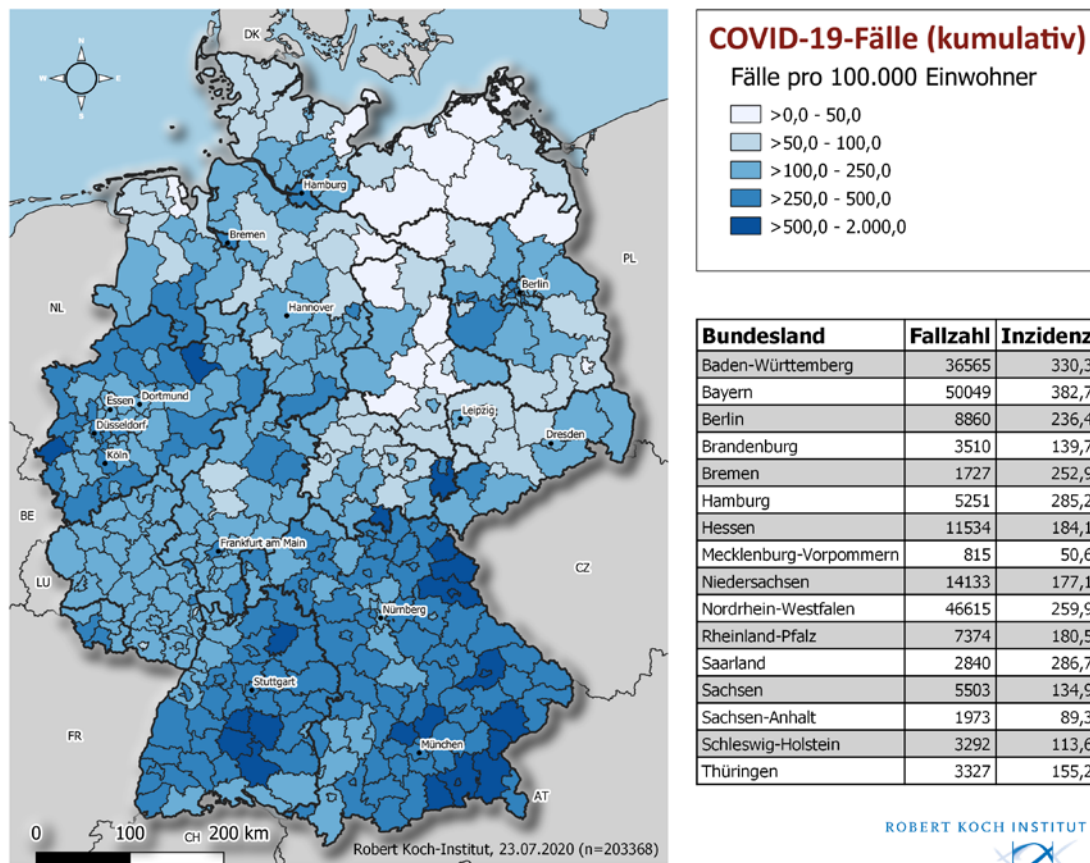 N
W E
S
DK
Hamburg
Bremen
PL
NL
Berlin
Hannover
Essen Dortmund
Düsseldorf
Leipzig
Köln
Dresden
BE
Frankfurt am Main
LU
CZ
Nürnberg
Stuttgart
FR
München
AT
CH
0 100 200 km
Robert Koch-Institut, 23.07.2020 (n=203368)
COVID-19-Fälle (kumulativ)
Fälle pro 100.000 Einwohner
>0,0 - 50,0
>50,0 - 100,0
>100,0 - 250,0
>250,0 - 500,0
>500,0 - 2.000,0
Bundesland Fallzahl Inzidenz
Baden-Württemberg 36565 330,3
Bayern 50049 382,7
Berlin 8860 236,4
Brandenburg 3510 139,7
Bremen 1727 252,9
Hamburg 5251 285,2
Hessen 11534 184,1
Mecklenburg-Vorpommern 815 50,6
Niedersachsen 14133 177,1
Nordrhein-Westfalen 46615 259,9
Rheinland-Pfalz 7374 180,5
Saarland 2840 286,7
Sachsen 5503 134,9
Sachsen-Anhalt 1973 89,3
Schleswig-Holstein 3292 113,6
Thüringen 3327 155,2
ROBERT KOCH INSTITUT